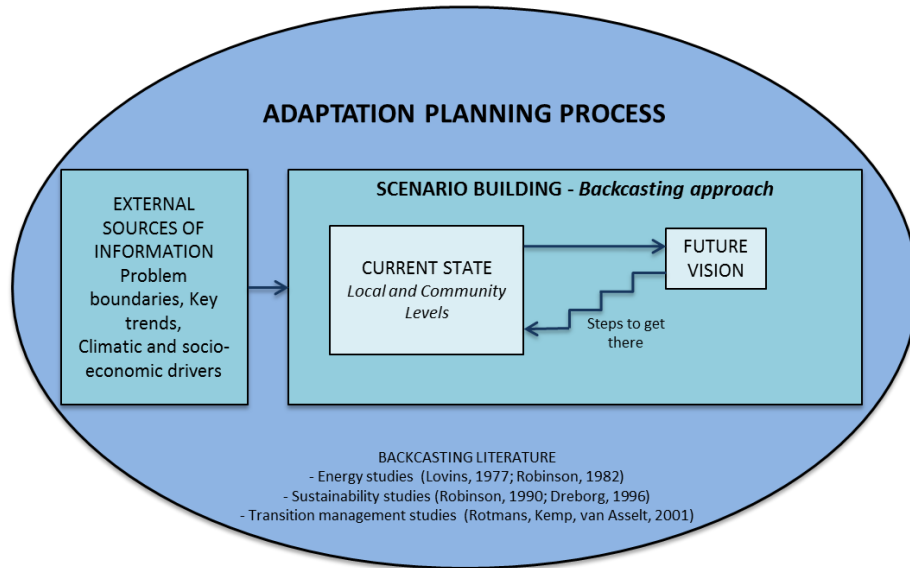 ADAPTATION PLANNING PROCESS
EXTERNAL
SOURCES OF
INFORMATION
Problem
boundaries, Key
trends,
Climatic and socio-
economic drivers
SCENARIO BUILDING - Backcasting approach
CURRENT STATE
Local and Community
Levels
FUTURE
VISION
Steps to get
there
BACKCASTING LITERATURE
- Energy studies (Lovins, 1977; Robinson, 1982)
- Sustainability studies (Robinson, 1990; Dreborg, 1996)
- Transition management studies (Rotmans, Kemp, van Asselt, 2001)